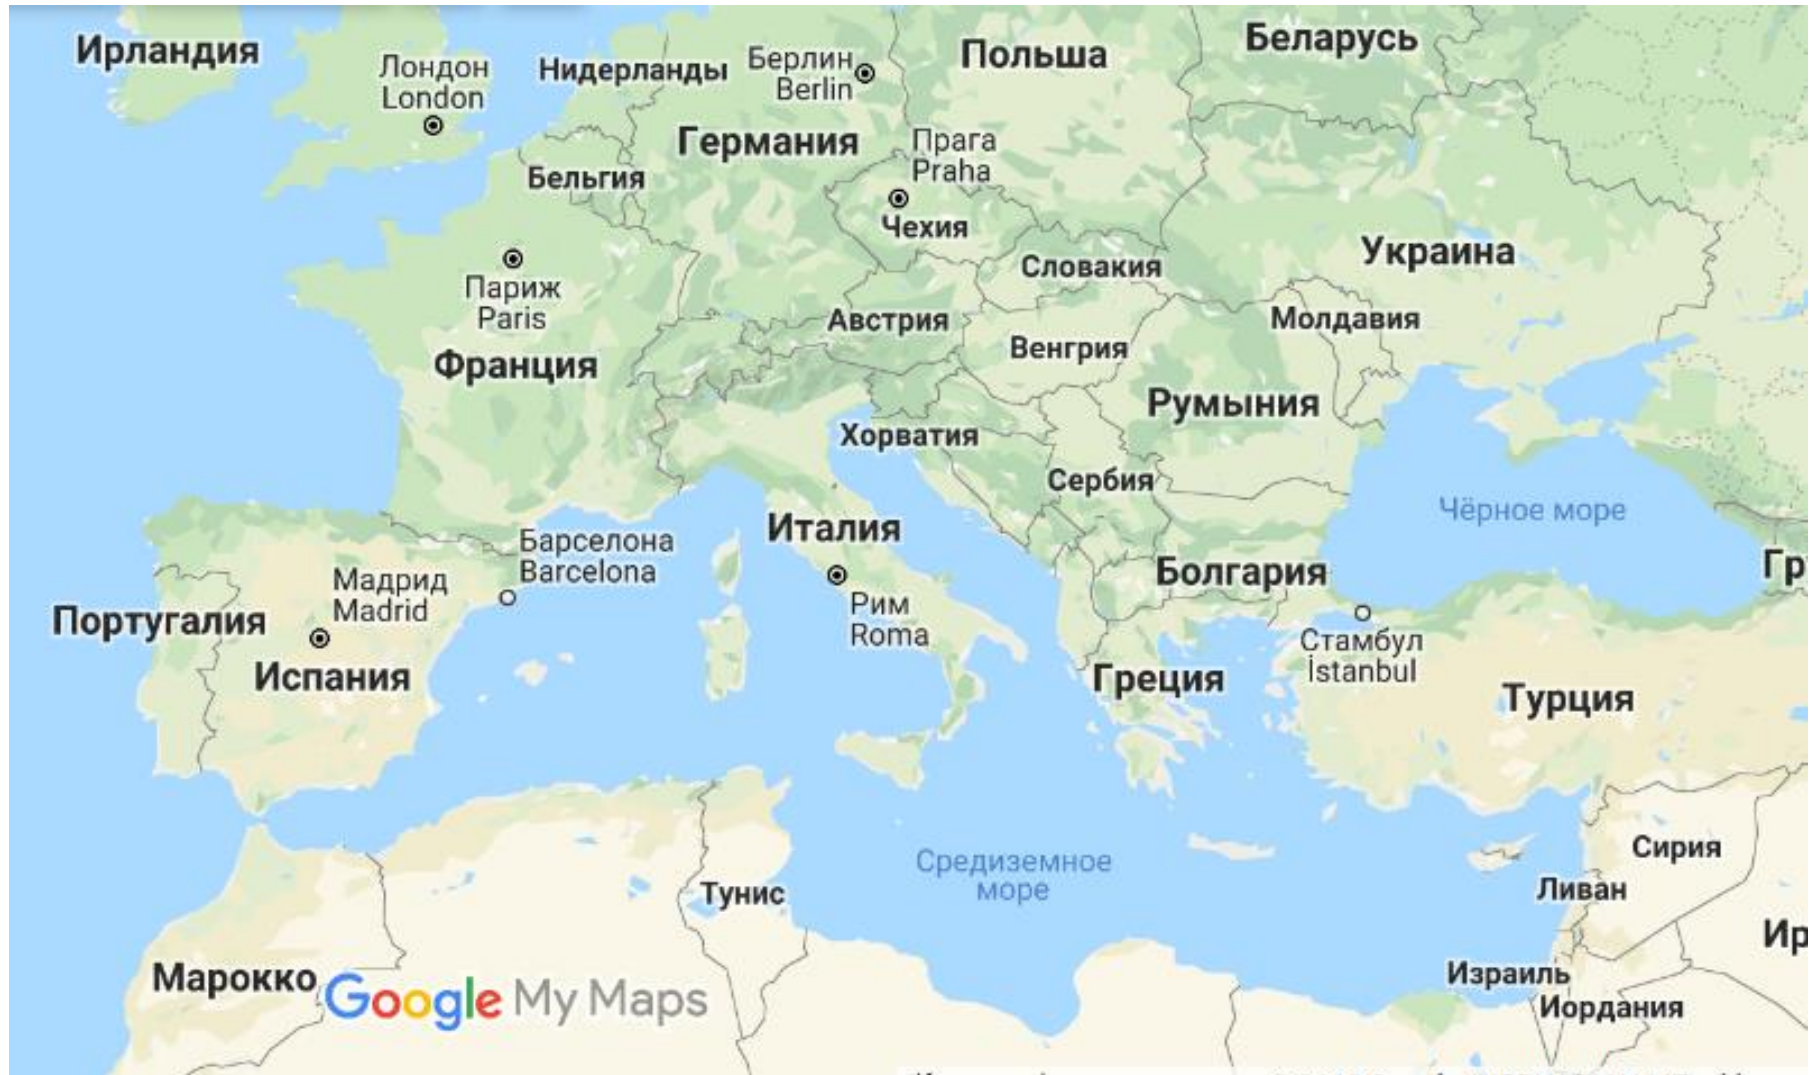 Ирландия
Лондон
London
Нидерланды
Берлин
Berlin
Польша
Беларусь
Германия
Прага
Praha
Бельгия
Чехия
Париж
Paris
Словакия
Украина
Австрия
Молдавия
Венгрия
Франция
Румыния
Хорватия
Сербия
Чёрное море
Италия
Барселона
Barcelona
Болгария
Гр
Мадрид
Madrid
Рим
Roma
Португалия
Стамбул
İstanbul
Испания
Греция
Турция
Сирия
Средиземное
море
Тунис
Ливан
Ир
Марокко
Израиль
Иордания
Google My Maps